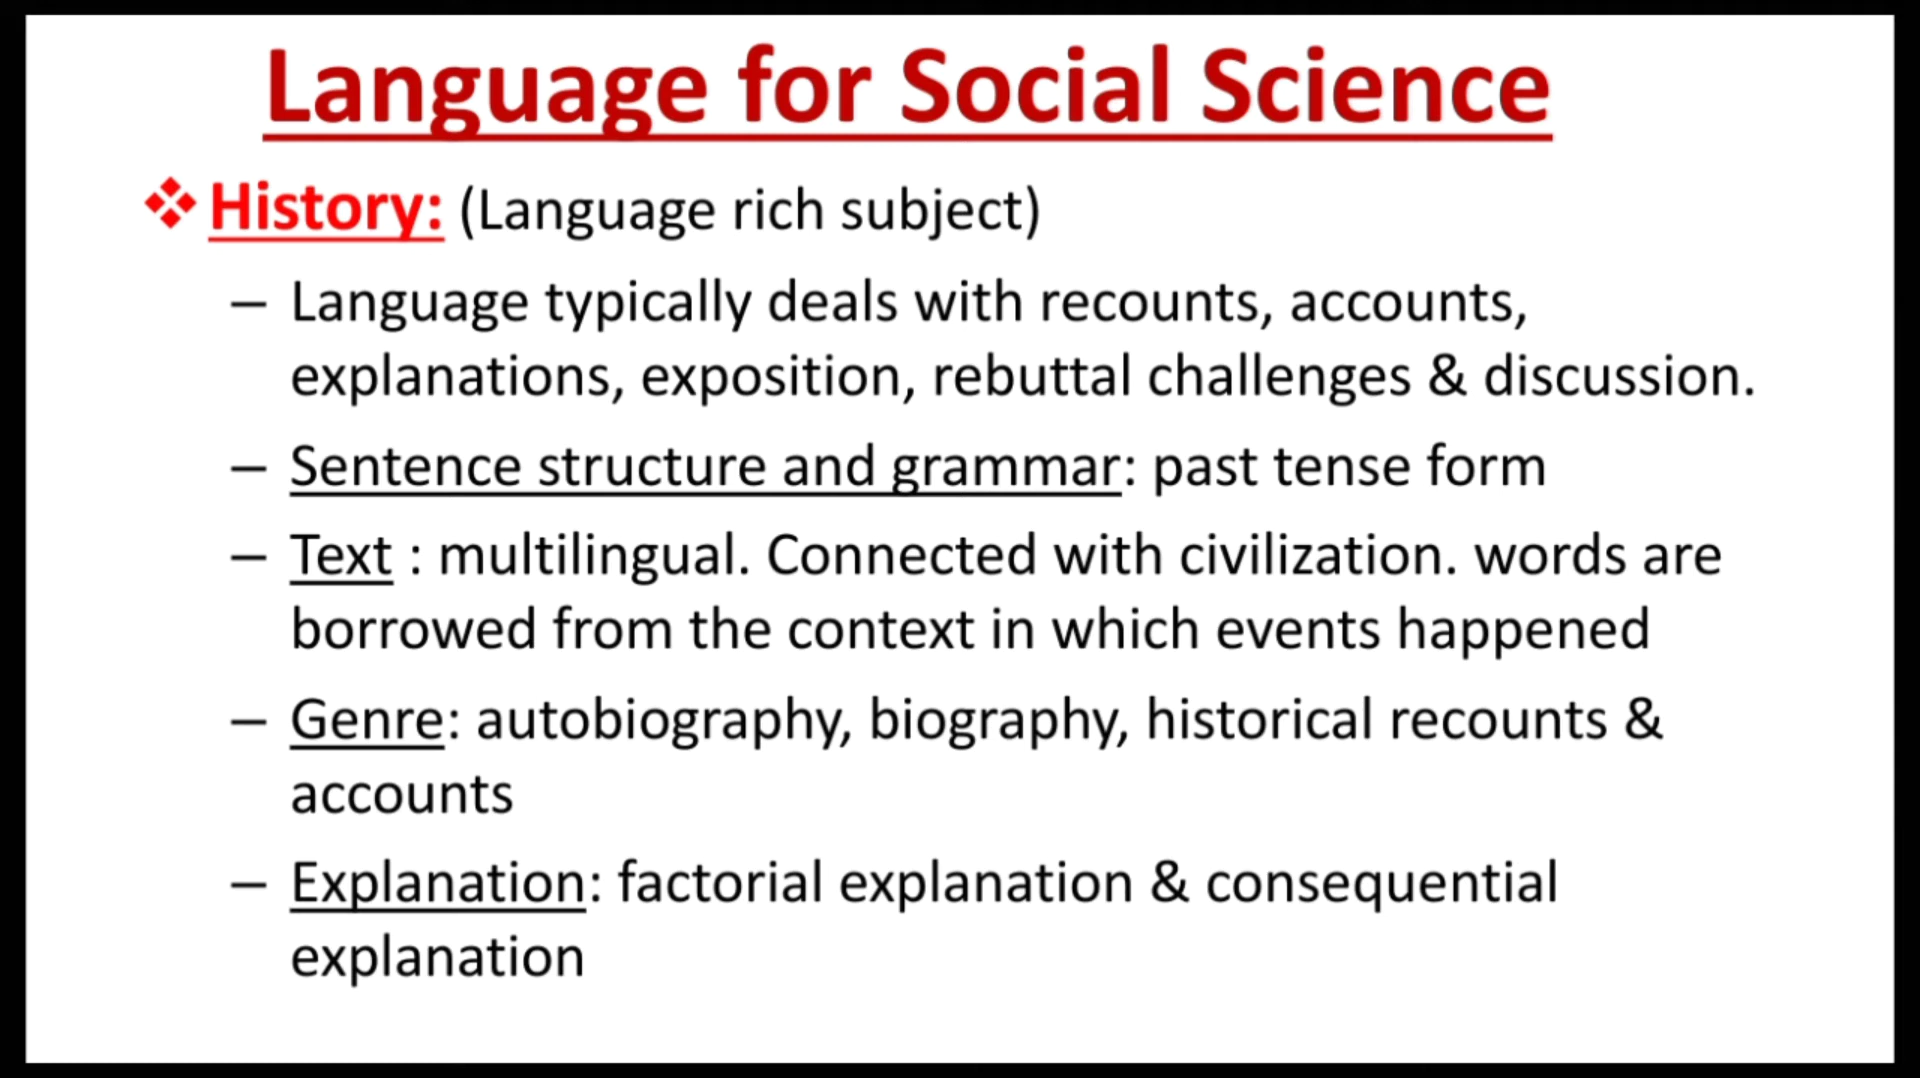 Language for Social Science
❖ History: (Language rich subject)
– Language typically deals with recounts, accounts,
explanations, exposition, rebuttal challenges & discussion.
– Sentence structure and grammar: past tense form
– Text : multilingual. Connected with civilization. words are
borrowed from the context in which events happened
– Genre: autobiography, biography, historical recounts &
accounts
– Explanation: factorial explanation & consequential
explanation